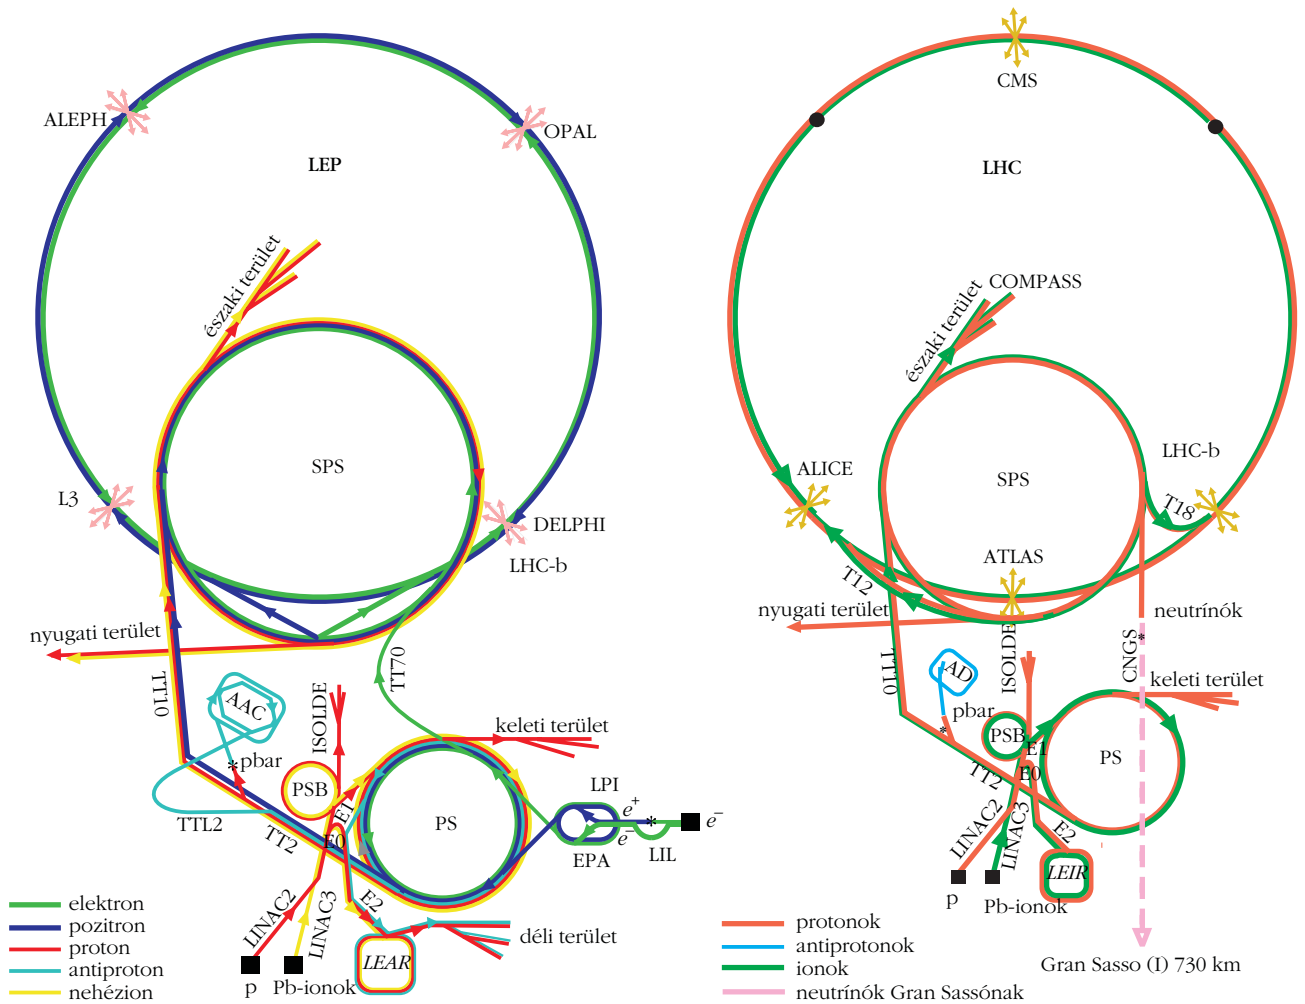 ALEPH
OPAL
LEP
északi terület
SPS
L3
DELPHI
LHC-b
nyugati terület
TT10
TT70
AAC
ISOLDE
keleti terület
*pbar
PSB
LPI
TTL2
E1
PS
e+
e−
*
e−
TT2
E0
EPA
LIL
LINAC2
LINAC3
E2
LEAR
déli terület
p
Pb-ionok
elektron
pozitron
proton
antiproton
nehézion
CMS
LHC
COMPASS
északi terület
ALICE
LHC-b
SPS
T18
ATLAS
T12
nyugati terület
neutrínók
ISOLDE
*
CNGS
TT10
AD
keleti terület
pbar
*
PSB
E1
PS
E0
TT2
LINAC2
LINAC3
E2
LEIR
p
Pb-ionok
protonok
antiprotonok
ionok
neutrínók Gran Sassónak
Gran Sasso (I) 730 km